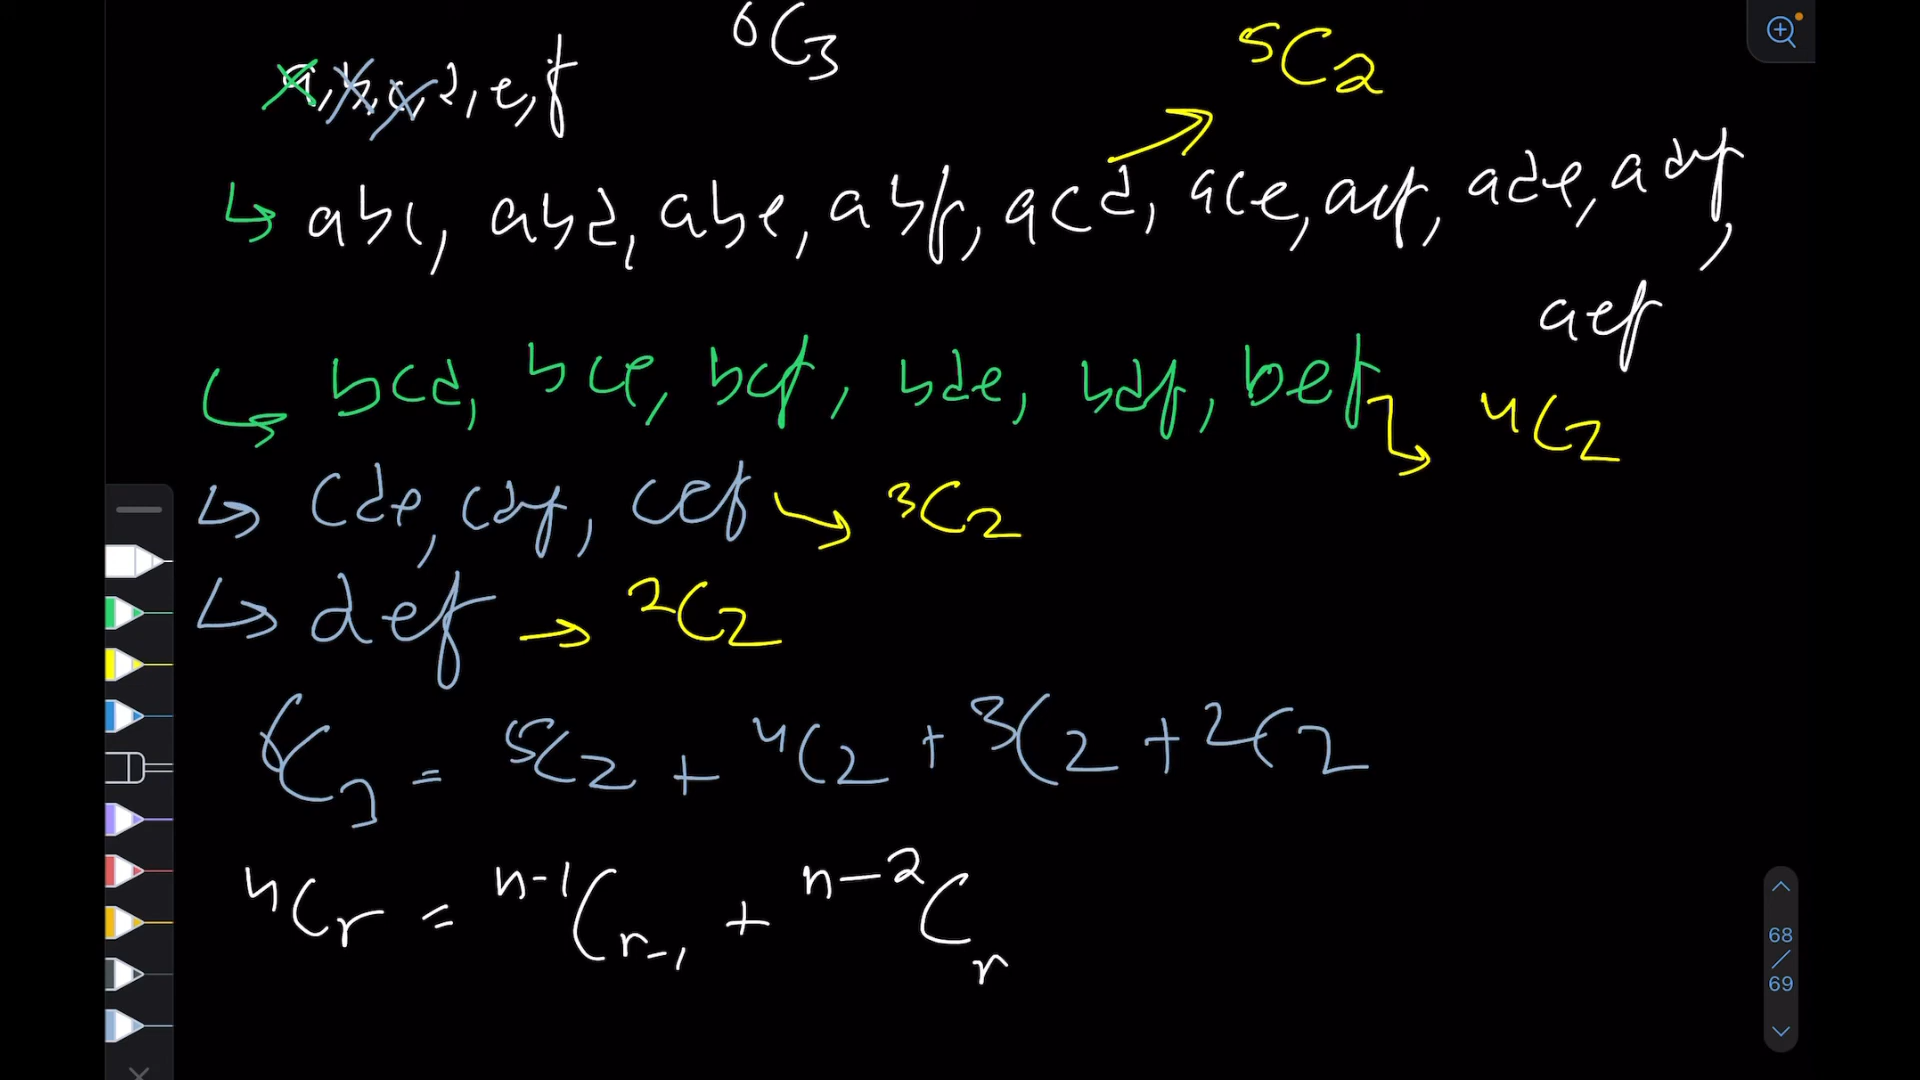 a, b, c, d, e, f ⁶C₃ ⁵C₂
↳ abc, abd, abe, abf, acd, ace, acf, ade, adf,
aef
↳ bcd, bce, bcf, bde, bdf, bef ↳ ⁴C₂
↳ cde, cdf, cef ↘ ³C₂
↳ def → ²C₂
⁶C₃ = ⁵C₂ + ⁴C₂ + ³C₂ + ²C₂
ⁿCᵣ = ⁿ⁻¹Cᵣ₋₁ + ⁿ⁻²Cᵣ
68
/
69